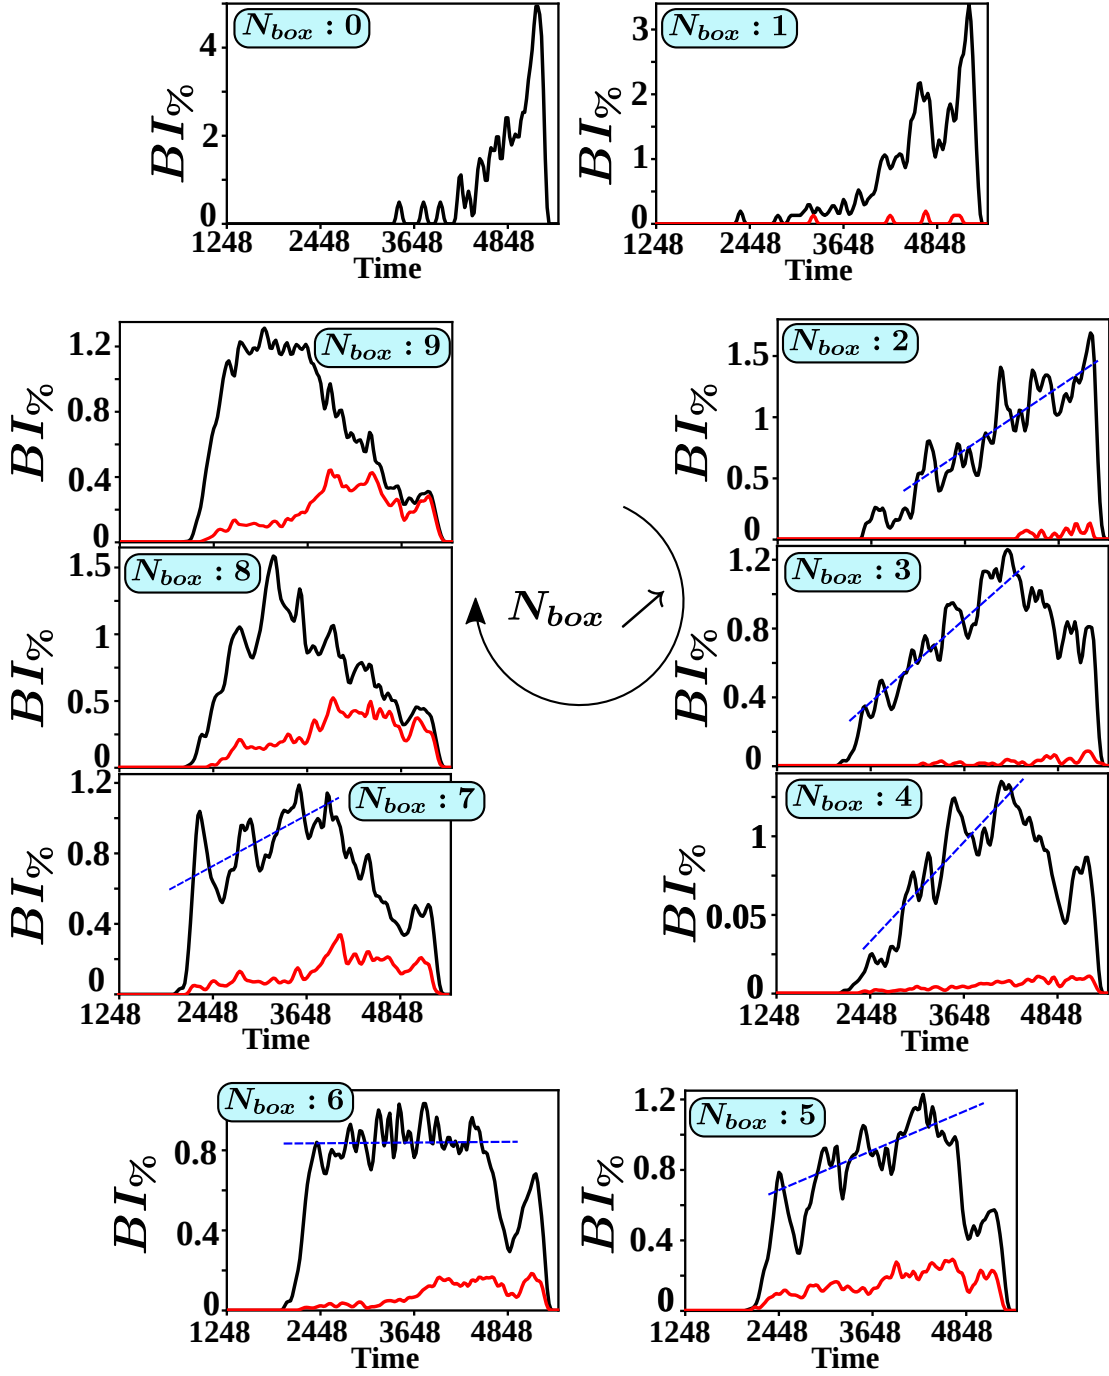 N_box : 0
BI%
4
2
0
1248 2448 3648 4848
Time
N_box : 1
BI%
3
2
1
0
1248 2448 3648 4848
Time
N_box : 9
BI%
1.2
0.8
0.4
0
N_box : 2
BI%
1.5
1
0.5
0
N_box : 8
BI%
1.5
1
0.5
0
N_box
N_box : 3
BI%
1.2
0.8
0.4
0
N_box : 7
BI%
1.2
0.8
0.4
0
1248 2448 3648 4848
Time
N_box : 4
BI%
1
0.05
0
1248 2448 3648 4848
Time
N_box : 6
BI%
0.8
0.4
0
1248 2448 3648 4848
Time
N_box : 5
BI%
1.2
0.8
0.4
0
1248 2448 3648 4848
Time